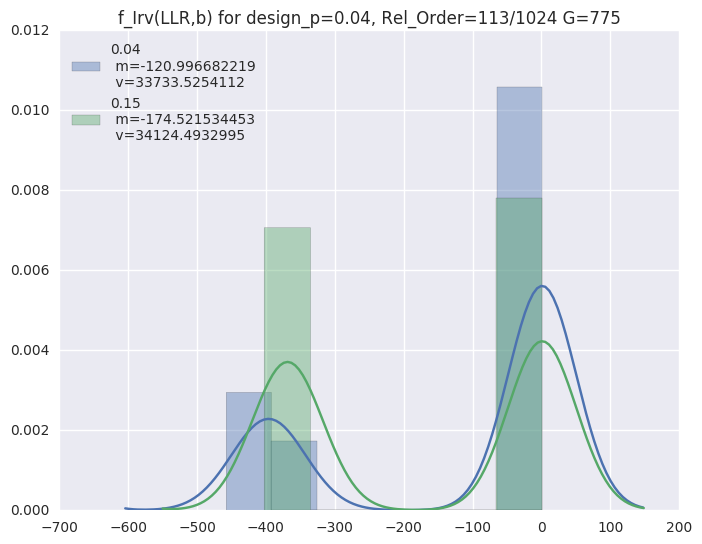 f_Irv(LLR,b) for design_p=0.04, Rel_Order=113/1024 G=775
0.04
m=-120.996682219
v=33733.5254112
0.15
m=-174.521534453
v=34124.4932995
0.012
0.010
0.008
0.006
0.004
0.002
0.000
−700 −600 −500 −400 −300 −200 −100 0 100 200